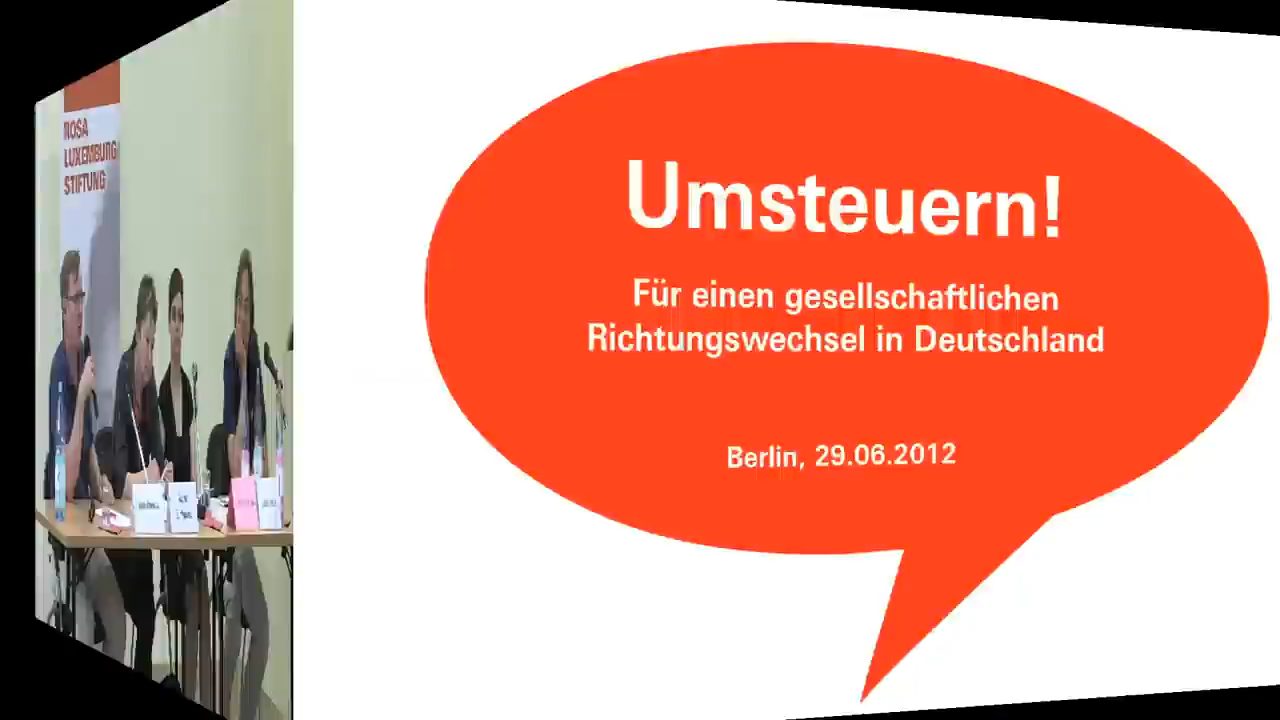 ROSA
LUXEMBURG
STIFTUNG
Umsteuern!
Für einen gesellschaftlichen
Richtungswechsel in Deutschland
Berlin, 29.06.2012